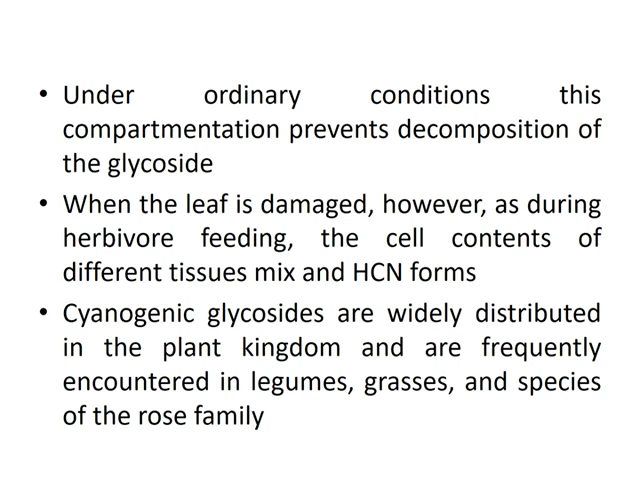 • Under ordinary conditions this
compartmentation prevents decomposition of
the glycoside
• When the leaf is damaged, however, as during
herbivore feeding, the cell contents of
different tissues mix and HCN forms
• Cyanogenic glycosides are widely distributed
in the plant kingdom and are frequently
encountered in legumes, grasses, and species
of the rose family